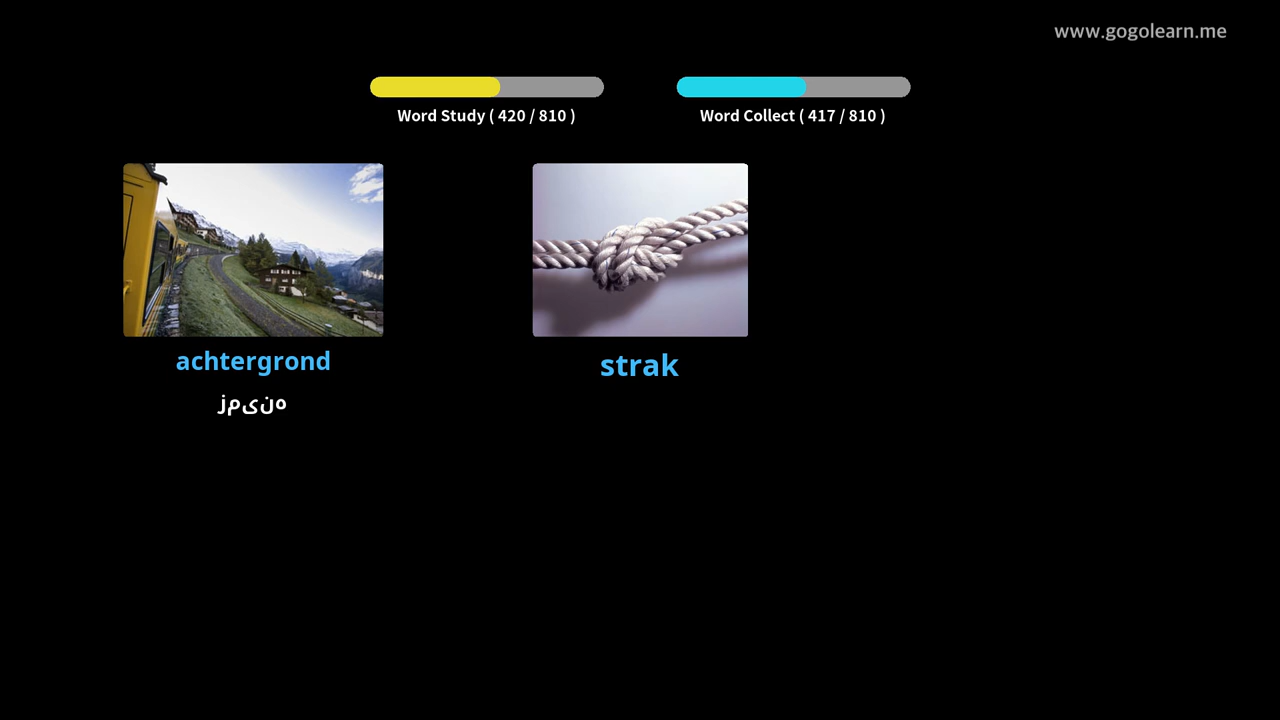 www.gogolearn.me
Word Study ( 420 / 810 )
Word Collect ( 417 / 810 )
achtergrond
strak
زمینه